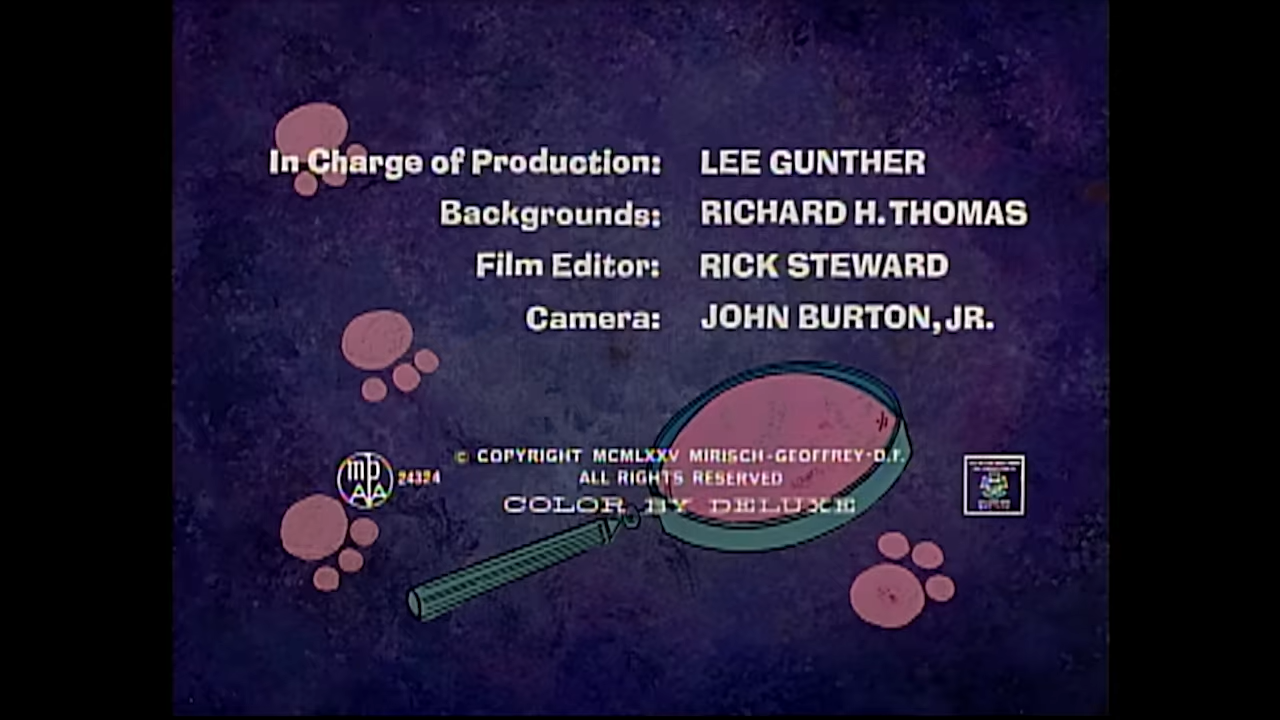 In Charge of Production: LEE GUNTHER
Backgrounds: RICHARD H. THOMAS
Film Editor: RICK STEWARD
Camera: JOHN BURTON, JR.
© COPYRIGHT MCMLXXV MIRISCH-GEOFFREY-D.F.
ALL RIGHTS RESERVED
COLOR BY DELUXE
mpAA 24324